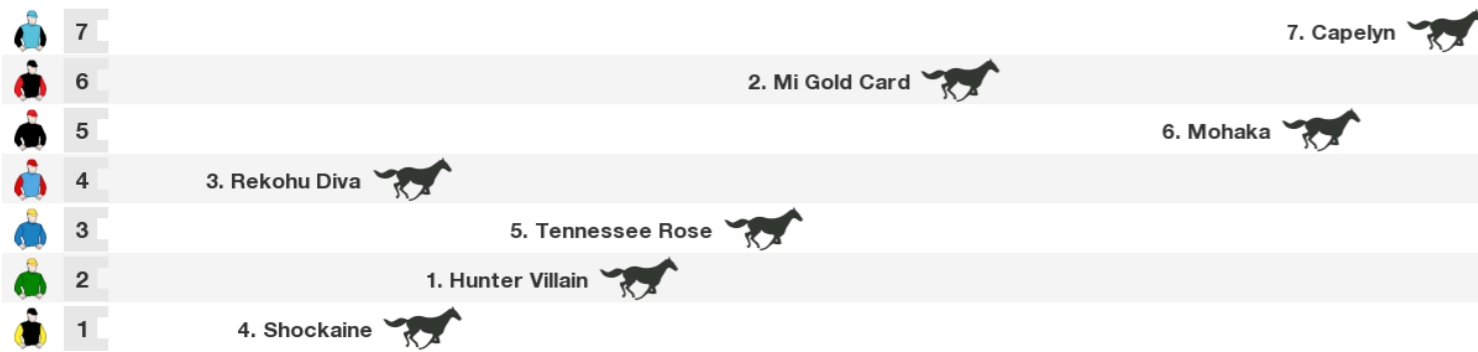 7 7. Capelyn
6 2. Mi Gold Card
5 6. Mohaka
4 3. Rekohu Diva
3 5. Tennessee Rose
2 1. Hunter Villain
1 4. Shockaine